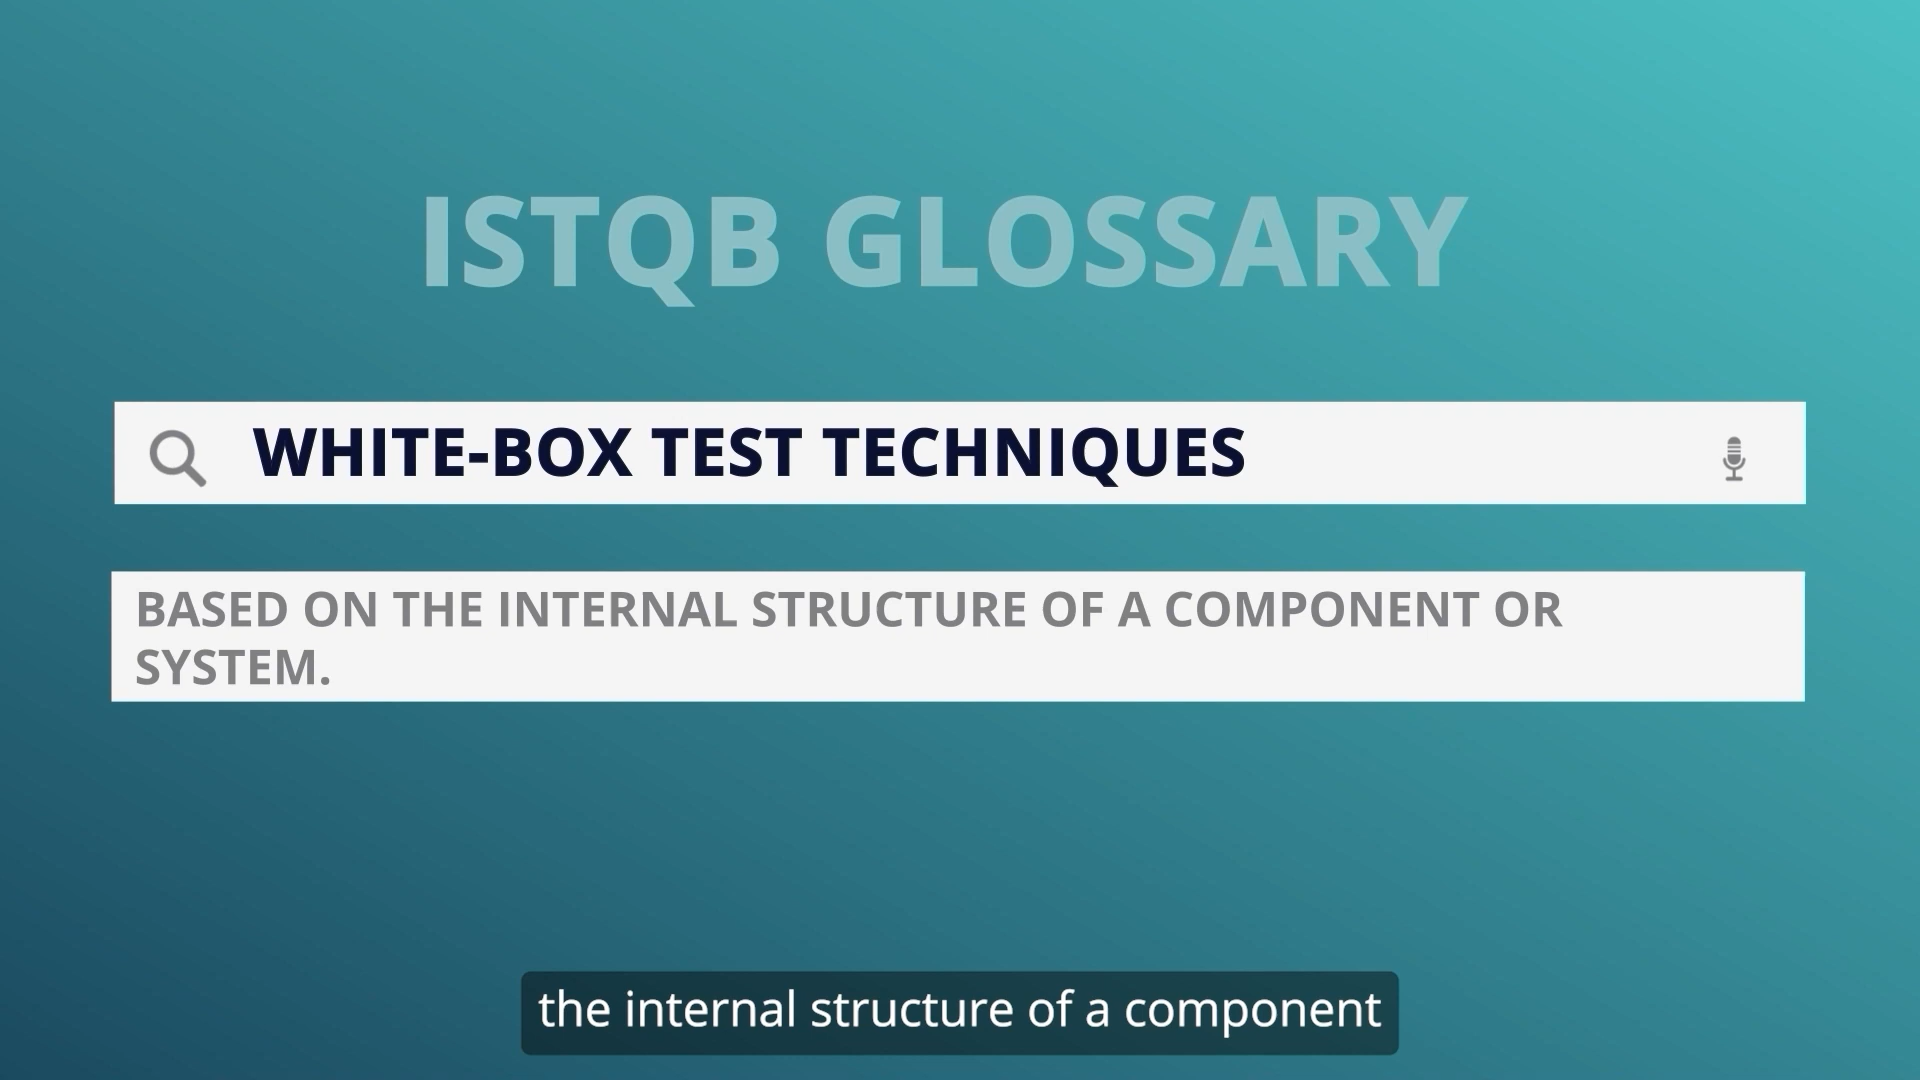 ISTQB GLOSSARY
WHITE-BOX TEST TECHNIQUES
BASED ON THE INTERNAL STRUCTURE OF A COMPONENT OR
SYSTEM.
the internal structure of a component